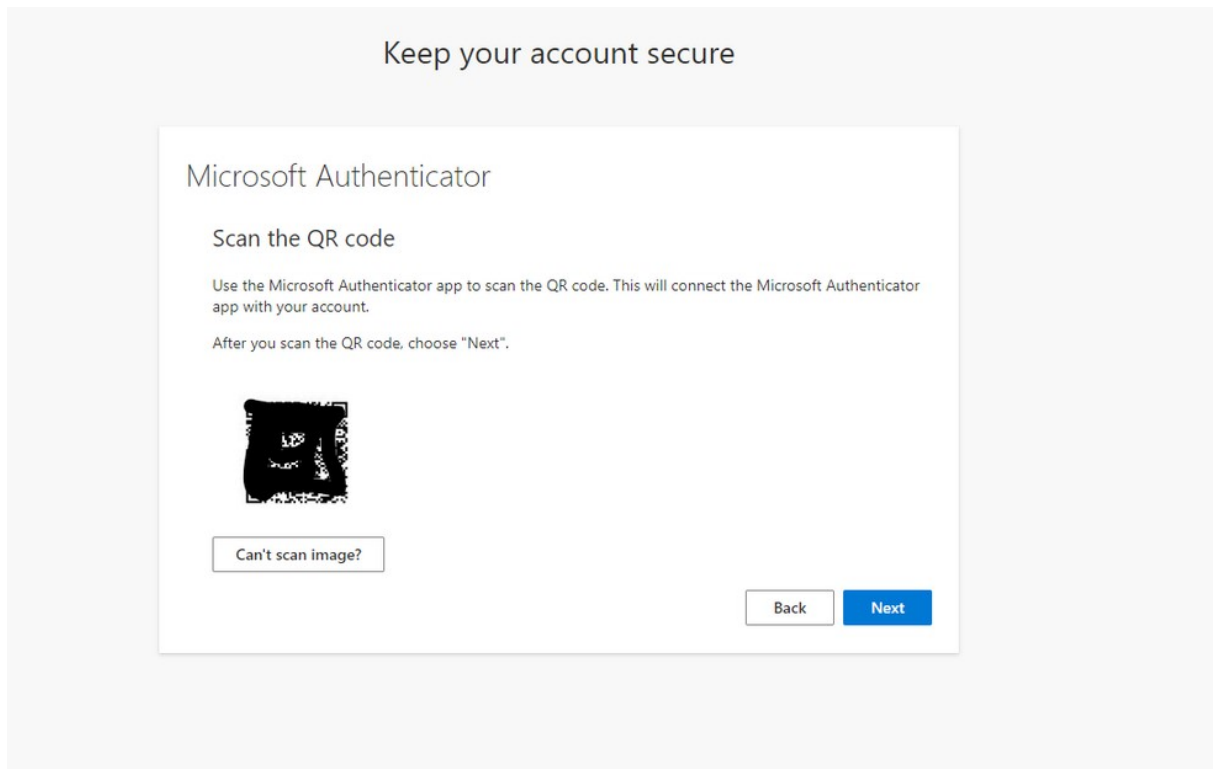 Keep your account secure
Microsoft Authenticator
Scan the QR code
Use the Microsoft Authenticator app to scan the QR code. This will connect the Microsoft Authenticator
app with your account.
After you scan the QR code, choose "Next".
Can't scan image?
Back
Next